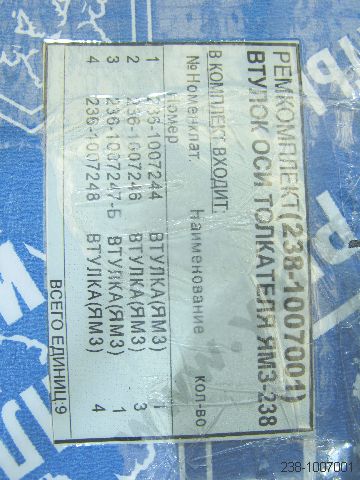 РЕМКОМПЛЕКТ(238-1007001)
ВТУЛОК ОСИ ТОЛКАТЕЛЯ ЯМЗ-238
В КОМПЛЕКТ ВХОДИТ:
№ Номенклат. Наименование кол-во
номер
1 236-1007244 ВТУЛКА(ЯМЗ) 1
2 236-1007246 ВТУЛКА(ЯМЗ) 3
3 236-1007247-Б ВТУЛКА(ЯМЗ) 1
4 236-1007248 ВТУЛКА(ЯМЗ) 4
ВСЕГО ЕДИНИЦ:9
238-1007001